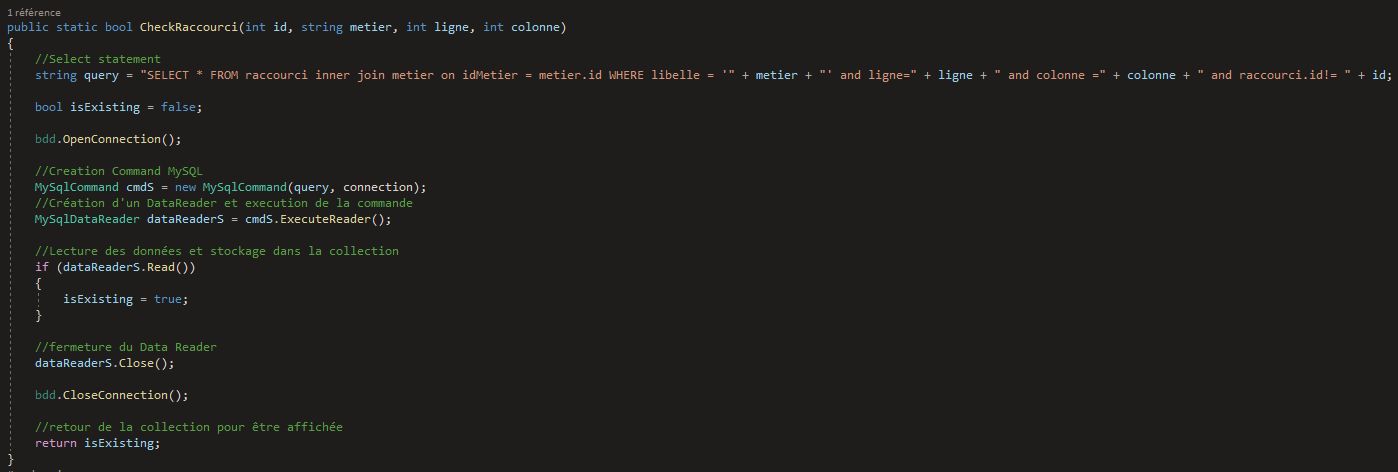 1 référence
public static bool CheckRaccourci(int id, string metier, int ligne, int colonne)
{
//Select statement
string query = "SELECT * FROM raccourci inner join metier on idMetier = metier.id WHERE libelle = '" + metier + "' and ligne=" + ligne + " and colonne =" + colonne + " and raccourci.id!= " + id;
bool isExisting = false;
bdd.OpenConnection();
//Creation Command MySQL
MySqlCommand cmdS = new MySqlCommand(query, connection);
//Création d'un DataReader et execution de la commande
MySqlDataReader dataReaderS = cmdS.ExecuteReader();
//Lecture des données et stockage dans la collection
if (dataReaderS.Read())
{
isExisting = true;
}
//fermeture du Data Reader
dataReaderS.Close();
bdd.CloseConnection();
//retour de la collection pour être affichée
return isExisting;
}